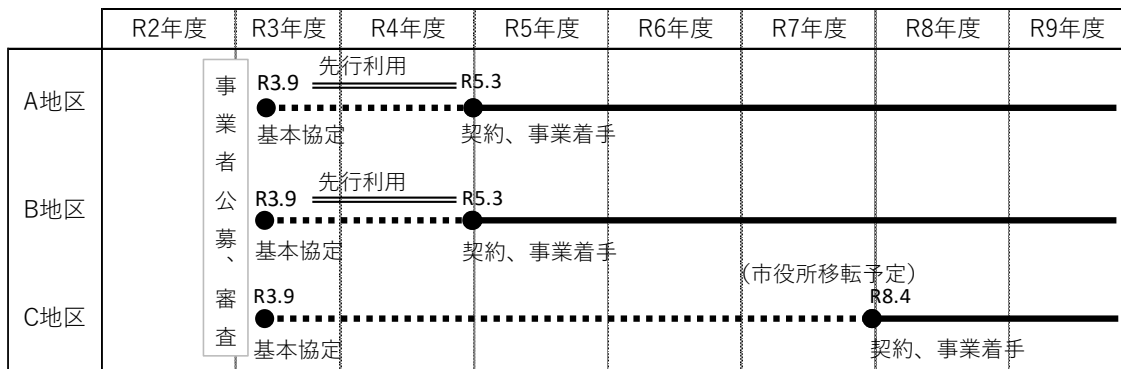 R2年度 R3年度 R4年度 R5年度 R6年度 R7年度 R8年度 R9年度
事業者公募、審査
A地区
R3.9 先行利用 R5.3
基本協定 契約、事業着手
B地区
R3.9 先行利用 R5.3
基本協定 契約、事業着手
C地区
(市役所移転予定)
R3.9 R8.4
基本協定 契約、事業着手